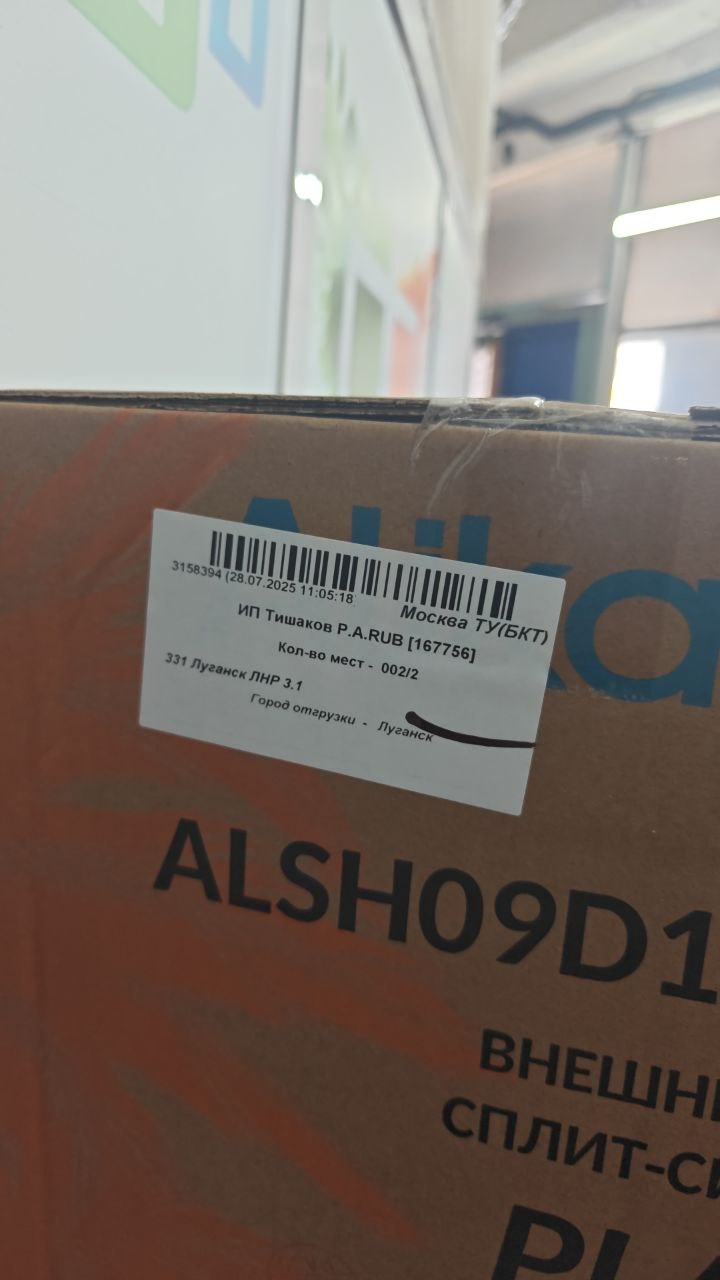 3158394 (28.07.2025 11:05:18
Москва ТУ(БКТ)
ИП Тишаков Р.А.RUB [167756]
Кол-во мест - 002/2
331 Луганск ЛНР 3.1
Город отгрузки - Луганск
ALSH09D1
ВНЕШН
СПЛИТ-С